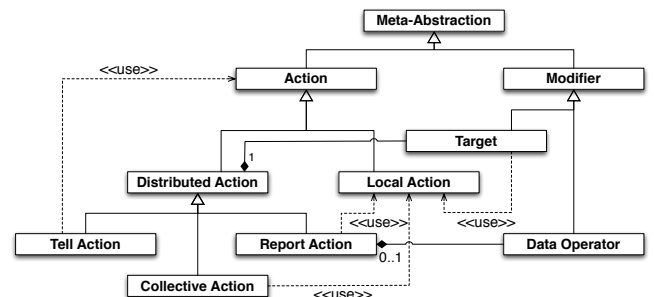 Meta-Abstraction
<<use>>
Action
Modifier
Target
1
Distributed Action
Local Action
<<use>>
<<use>>
Tell Action
Report Action
0..1
Data Operator
Collective Action
<<use>>